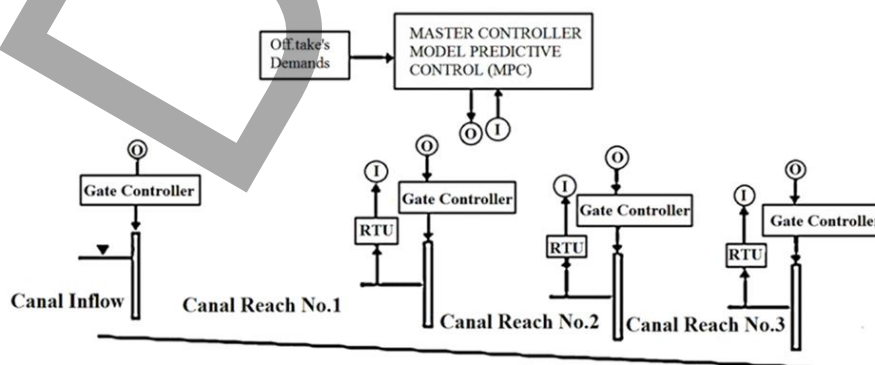 Off.take's
Demands
MASTER CONTROLLER
MODEL PREDICTIVE
CONTROL (MPC)
O I
O
Gate Controller
Canal Inflow
I
RTU
O
Gate Controller
Canal Reach No.1
I
RTU
O
Gate Controller
Canal Reach No.2
I
RTU
O
Gate Controller
Canal Reach No.3